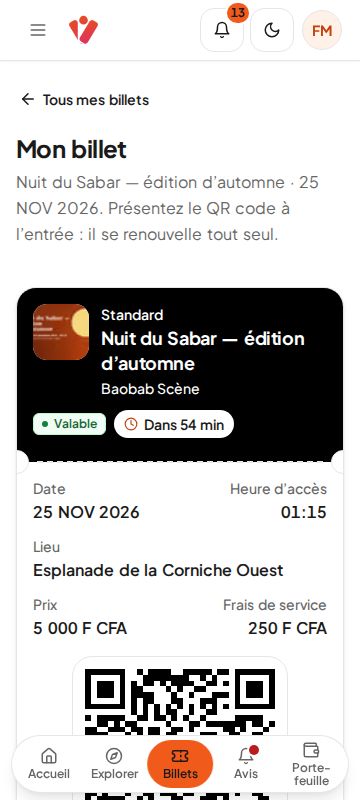 13
FM
Tous mes billets
Mon billet
Nuit du Sabar — édition d’automne · 25
NOV 2026. Présentez le QR code à
l’entrée : il se renouvelle tout seul.
Standard
Nuit du Sabar — édition
d’automne
Baobab Scène
Valable
Dans 54 min
Date
Heure d’accès
25 NOV 2026
01:15
Lieu
Esplanade de la Corniche Ouest
Prix
Frais de service
5 000 F CFA
250 F CFA
Accueil
Explorer
Billets
Avis
Porte-
feuille